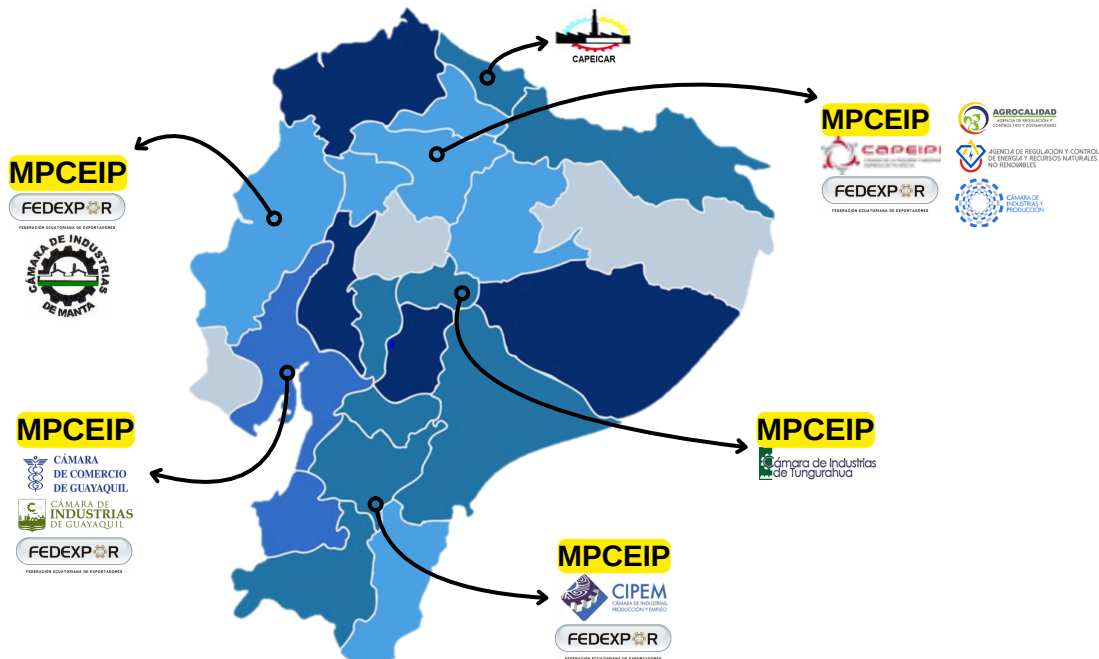 CAPEICAR
MPCEIP
CAPEIPI
FEDEXPOR
FEDERACIÓN ECUATORIANA DE EXPORTADORES
AGROCALIDAD
AGENCIA DE REGULACIÓN Y
CONTROL FITO Y ZOOSANITARIO
AGENCIA DE REGULACIÓN Y CONTROL
DE ENERGÍA Y RECURSOS NATURALES
NO RENOVABLES
CÁMARA DE
INDUSTRIAS Y
PRODUCCIÓN
MPCEIP
FEDEXPOR
FEDERACIÓN ECUATORIANA DE EXPORTADORES
CÁMARA DE INDUSTRIAS
DE MANTA
MPCEIP
CÁMARA
DE COMERCIO
DE GUAYAQUIL
CÁMARA DE
INDUSTRIAS
DE GUAYAQUIL
FEDEXPOR
FEDERACIÓN ECUATORIANA DE EXPORTADORES
MPCEIP
Cámara de Industrias
de Tungurahua
MPCEIP
CIPEM
CÁMARA DE INDUSTRIAS,
PRODUCCIÓN Y EMPLEO
FEDEXPOR
FEDERACIÓN ECUATORIANA DE EXPORTADORES